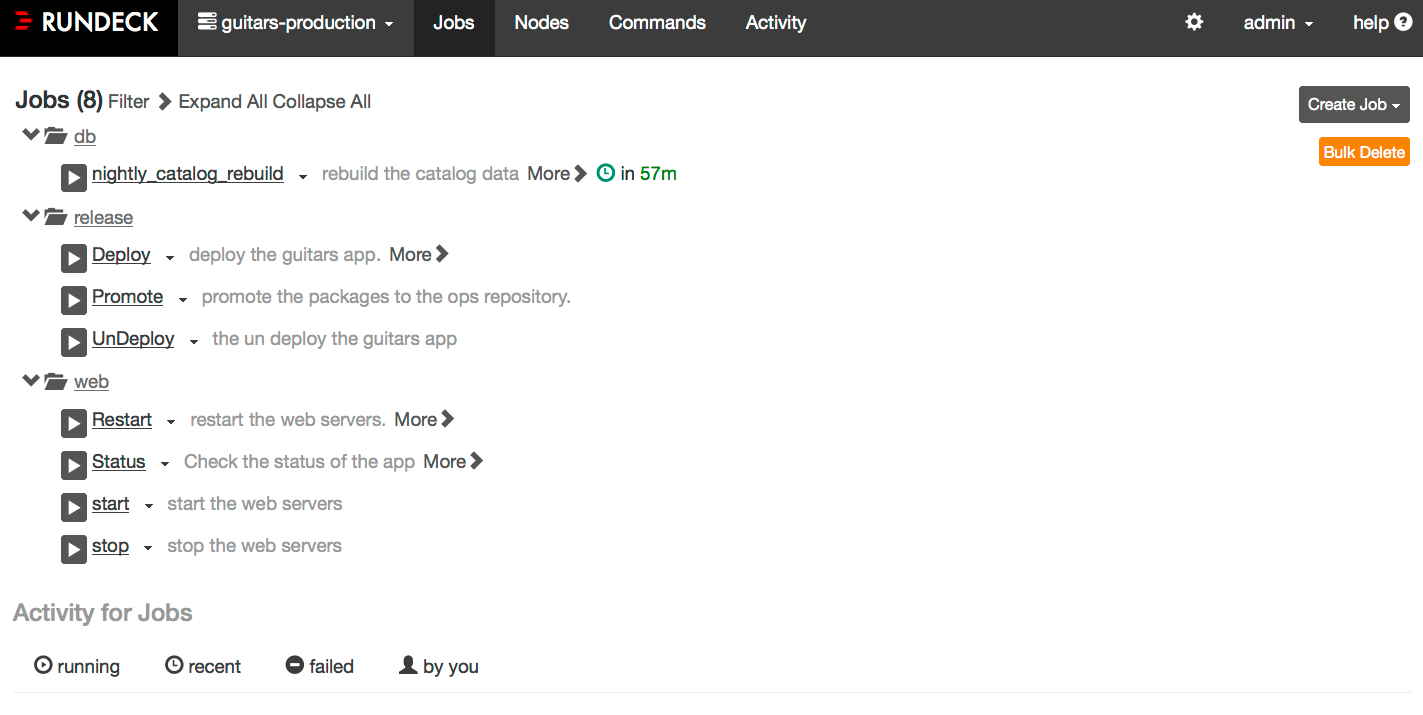 RUNDECK guitars-production Jobs Nodes Commands Activity admin help
Jobs (8) Filter Expand All Collapse All Create Job
db
Bulk Delete
nightly_catalog_rebuild rebuild the catalog data More in 57m
release
Deploy deploy the guitars app. More
Promote promote the packages to the ops repository.
UnDeploy the un deploy the guitars app
web
Restart restart the web servers. More
Status Check the status of the app More
start start the web servers
stop stop the web servers
Activity for Jobs
running recent failed by you